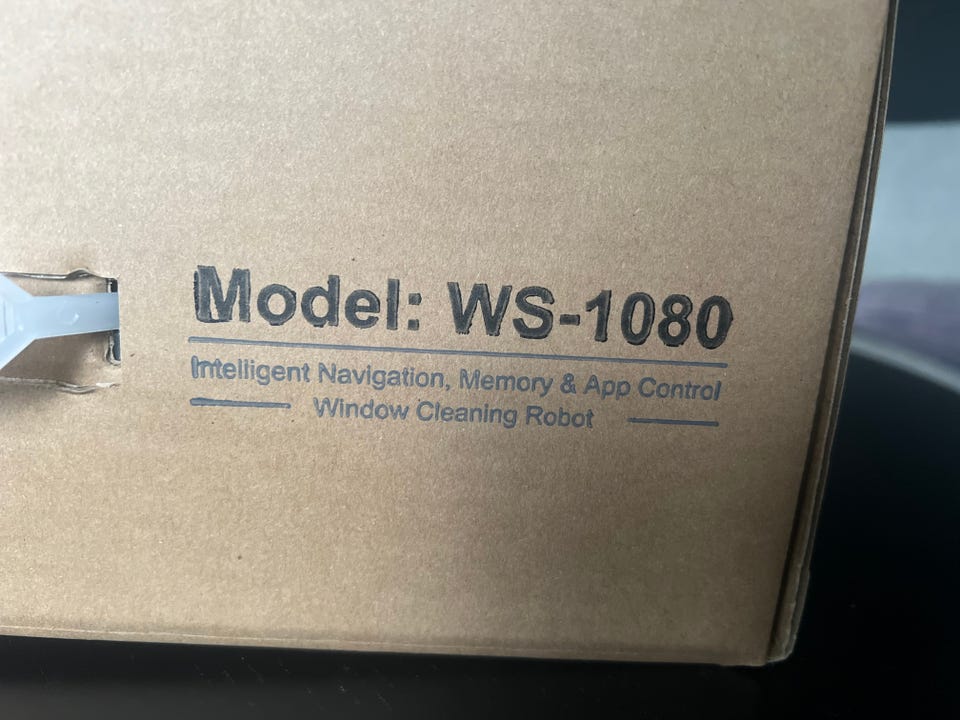 Model: WS-1080
Intelligent Navigation, Memory & App Control
Window Cleaning Robot